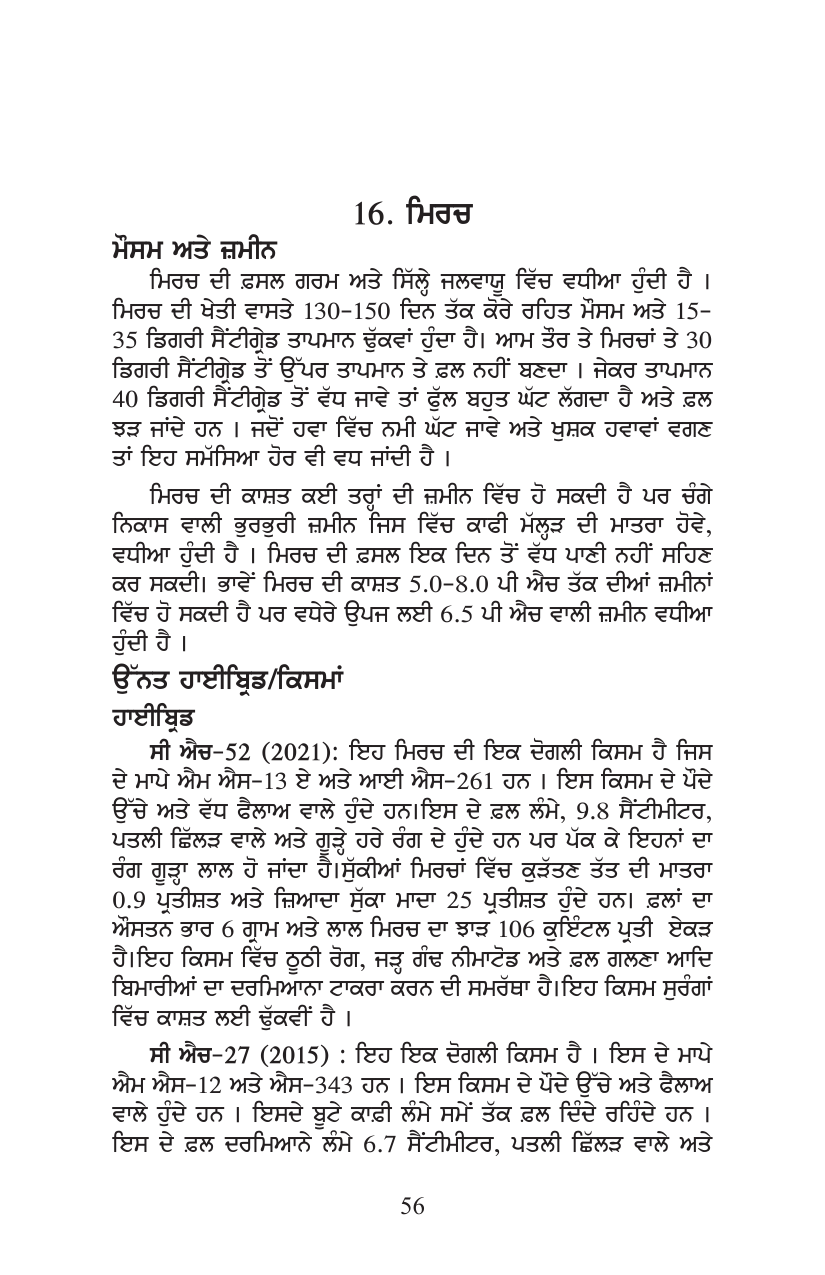 16. ਮਿਰਚ
ਮੌਸਮ ਅਤੇ ਜ਼ਮੀਨ
ਮਿਰਚ ਦੀ ਫ਼ਸਲ ਗਰਮ ਅਤੇ ਸਿੱਲ੍ਹੇ ਜਲਵਾਯੂ ਵਿੱਚ ਵਧੀਆ ਹੁੰਦੀ ਹੈ ।
ਮਿਰਚ ਦੀ ਖੇਤੀ ਵਾਸਤੇ 130-150 ਦਿਨ ਤੱਕ ਕੋਰੇ ਰਹਿਤ ਮੌਸਮ ਅਤੇ 15-
35 ਡਿਗਰੀ ਸੈਂਟੀਗ੍ਰੇਡ ਤਾਪਮਾਨ ਢੁੱਕਵਾਂ ਹੁੰਦਾ ਹੈ। ਆਮ ਤੌਰ ਤੇ ਮਿਰਚਾਂ ਤੇ 30
ਡਿਗਰੀ ਸੈਂਟੀਗ੍ਰੇਡ ਤੋਂ ਉੱਪਰ ਤਾਪਮਾਨ ਤੇ ਫ਼ਲ ਨਹੀਂ ਬਣਦਾ । ਜੇਕਰ ਤਾਪਮਾਨ
40 ਡਿਗਰੀ ਸੈਂਟੀਗ੍ਰੇਡ ਤੋਂ ਵੱਧ ਜਾਵੇ ਤਾਂ ਫੁੱਲ ਬਹੁਤ ਘੱਟ ਲੱਗਦਾ ਹੈ ਅਤੇ ਫ਼ਲ
ਝੜ ਜਾਂਦੇ ਹਨ । ਜਦੋਂ ਹਵਾ ਵਿੱਚ ਨਮੀ ਘੱਟ ਜਾਵੇ ਅਤੇ ਖੁਸ਼ਕ ਹਵਾਵਾਂ ਵਗਣ
ਤਾਂ ਇਹ ਸਮੱਸਿਆ ਹੋਰ ਵੀ ਵਧ ਜਾਂਦੀ ਹੈ ।
ਮਿਰਚ ਦੀ ਕਾਸ਼ਤ ਕਈ ਤਰ੍ਹਾਂ ਦੀ ਜ਼ਮੀਨ ਵਿੱਚ ਹੋ ਸਕਦੀ ਹੈ ਪਰ ਚੰਗੇ
ਨਿਕਾਸ ਵਾਲੀ ਭੁਰਭੁਰੀ ਜ਼ਮੀਨ ਜਿਸ ਵਿੱਚ ਕਾਫੀ ਮੱਲ੍ਹੜ ਦੀ ਮਾਤਰਾ ਹੋਵੇ,
ਵਧੀਆ ਹੁੰਦੀ ਹੈ । ਮਿਰਚ ਦੀ ਫ਼ਸਲ ਇਕ ਦਿਨ ਤੋਂ ਵੱਧ ਪਾਣੀ ਨਹੀਂ ਸਹਿਣ
ਕਰ ਸਕਦੀ। ਭਾਵੇਂ ਮਿਰਚ ਦੀ ਕਾਸ਼ਤ 5.0-8.0 ਪੀ ਐਚ ਤੱਕ ਦੀਆਂ ਜ਼ਮੀਨਾਂ
ਵਿੱਚ ਹੋ ਸਕਦੀ ਹੈ ਪਰ ਵਧੇਰੇ ਉਪਜ ਲਈ 6.5 ਪੀ ਐਚ ਵਾਲੀ ਜ਼ਮੀਨ ਵਧੀਆ
ਹੁੰਦੀ ਹੈ ।
ਉੱਨਤ ਹਾਈਬ੍ਰਿਡ/ਕਿਸਮਾਂ
ਹਾਈਬ੍ਰਿਡ
ਸੀ ਐਚ-52 (2021): ਇਹ ਮਿਰਚ ਦੀ ਇਕ ਦੋਗਲੀ ਕਿਸਮ ਹੈ ਜਿਸ
ਦੇ ਮਾਪੇ ਐਮ ਐਸ-13 ਏ ਅਤੇ ਆਈ ਐਸ-261 ਹਨ । ਇਸ ਕਿਸਮ ਦੇ ਪੌਦੇ
ਉੱਚੇ ਅਤੇ ਵੱਧ ਫੈਲਾਅ ਵਾਲੇ ਹੁੰਦੇ ਹਨ।ਇਸ ਦੇ ਫ਼ਲ ਲੰਮੇ, 9.8 ਸੈਂਟੀਮੀਟਰ,
ਪਤਲੀ ਛਿੱਲੜ ਵਾਲੇ ਅਤੇ ਗੂੜ੍ਹੇ ਹਰੇ ਰੰਗ ਦੇ ਹੁੰਦੇ ਹਨ ਪਰ ਪੱਕ ਕੇ ਇਹਨਾਂ ਦਾ
ਰੰਗ ਗੂੜ੍ਹਾ ਲਾਲ ਹੋ ਜਾਂਦਾ ਹੈ।ਸੁੱਕੀਆਂ ਮਿਰਚਾਂ ਵਿੱਚ ਕੁੜੱਤਣ ਤੱਤ ਦੀ ਮਾਤਰਾ
0.9 ਪ੍ਰਤੀਸ਼ਤ ਅਤੇ ਜ਼ਿਆਦਾ ਸੁੱਕਾ ਮਾਦਾ 25 ਪ੍ਰਤੀਸ਼ਤ ਹੁੰਦੇ ਹਨ। ਫ਼ਲਾਂ ਦਾ
ਔਸਤਨ ਭਾਰ 6 ਗ੍ਰਾਮ ਅਤੇ ਲਾਲ ਮਿਰਚ ਦਾ ਝਾੜ 106 ਕੁਇੰਟਲ ਪ੍ਰਤੀ ਏਕੜ
ਹੈ।ਇਹ ਕਿਸਮ ਵਿੱਚ ਠੂਠੀ ਰੋਗ, ਜੜ੍ਹ ਗੰਢ ਨੀਮਾਟੋਡ ਅਤੇ ਫ਼ਲ ਗਲਣਾ ਆਦਿ
ਬਿਮਾਰੀਆਂ ਦਾ ਦਰਮਿਆਨਾ ਟਾਕਰਾ ਕਰਨ ਦੀ ਸਮਰੱਥਾ ਹੈ।ਇਹ ਕਿਸਮ ਸੁਰੰਗਾਂ
ਵਿੱਚ ਕਾਸ਼ਤ ਲਈ ਢੁੱਕਵੀਂ ਹੈ ।
ਸੀ ਐਚ-27 (2015) : ਇਹ ਇਕ ਦੋਗਲੀ ਕਿਸਮ ਹੈ । ਇਸ ਦੇ ਮਾਪੇ
ਐਮ ਐਸ-12 ਅਤੇ ਐਸ-343 ਹਨ । ਇਸ ਕਿਸਮ ਦੇ ਪੌਦੇ ਉੱਚੇ ਅਤੇ ਫੈਲਾਅ
ਵਾਲੇ ਹੁੰਦੇ ਹਨ । ਇਸਦੇ ਬੂਟੇ ਕਾਫ਼ੀ ਲੰਮੇ ਸਮੇਂ ਤੱਕ ਫ਼ਲ ਦਿੰਦੇ ਰਹਿੰਦੇ ਹਨ ।
ਇਸ ਦੇ ਫ਼ਲ ਦਰਮਿਆਨੇ ਲੰਮੇ 6.7 ਸੈਂਟੀਮੀਟਰ, ਪਤਲੀ ਛਿੱਲੜ ਵਾਲੇ ਅਤੇ
56